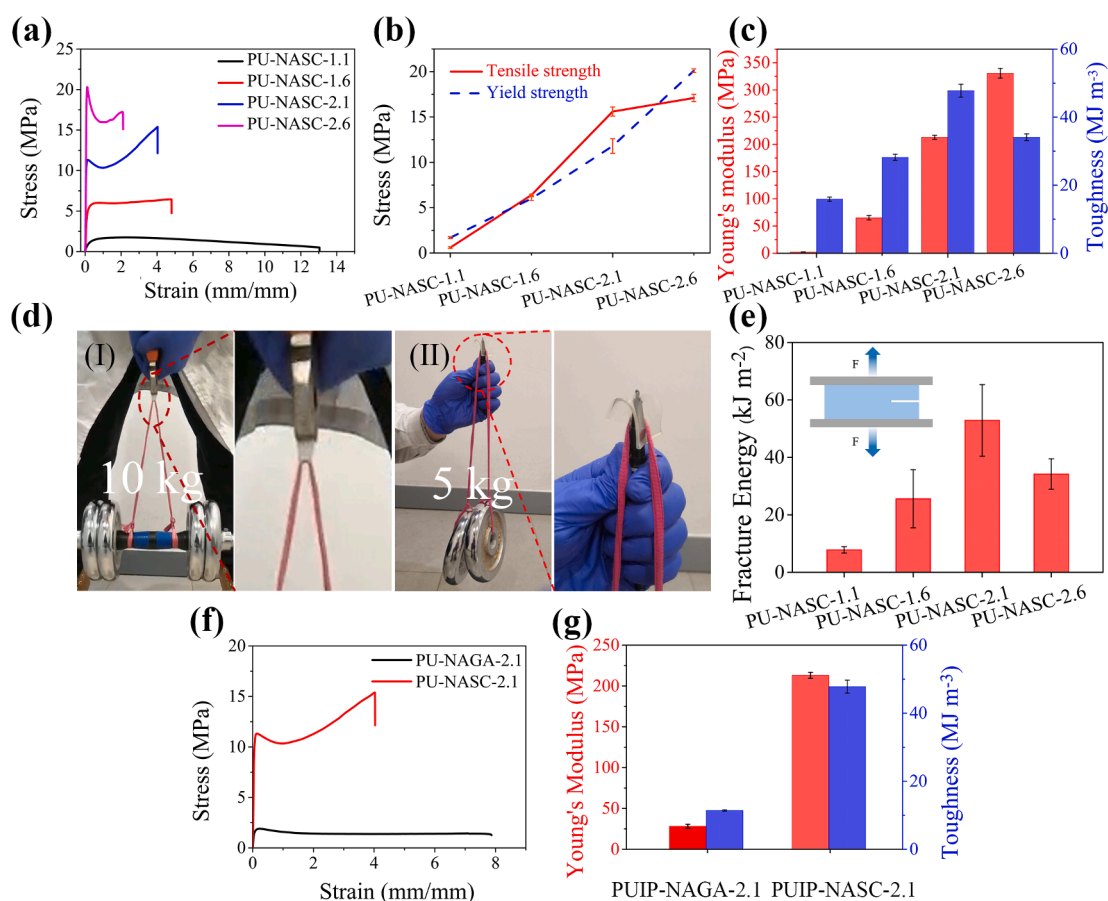 (a)
25
20
15
10
5
0
Stress (MPa)
PU-NASC-1.1
PU-NASC-1.6
PU-NASC-2.1
PU-NASC-2.6
0 2 4 6 8 10 12 14
Strain (mm/mm)
(b)
20
15
10
5
0
Stress (MPa)
Tensile strength
Yield strength
PU-NASC-1.1
PU-NASC-1.6
PU-NASC-2.1
PU-NASC-2.6
(c)
400
350
300
250
200
150
100
50
0
Young's modulus (MPa)
60
40
20
0
Toughness (MJ m-3)
PU-NASC-1.1
PU-NASC-1.6
PU-NASC-2.1
PU-NASC-2.6
(d)
(I)
10 kg
(II)
5 kg
(e)
80
60
40
20
0
Fracture Energy (kJ m-2)
F
F
PU-NASC-1.1
PU-NASC-1.6
PU-NASC-2.1
PU-NASC-2.6
(f)
20
15
10
5
0
Stress (MPa)
PU-NAGA-2.1
PU-NASC-2.1
0 2 4 6 8
Strain (mm/mm)
(g)
250
200
150
100
50
0
Young's Modulus (MPa)
60
40
20
0
Toughness (MJ m-3)
PUIP-NAGA-2.1 PUIP-NASC-2.1